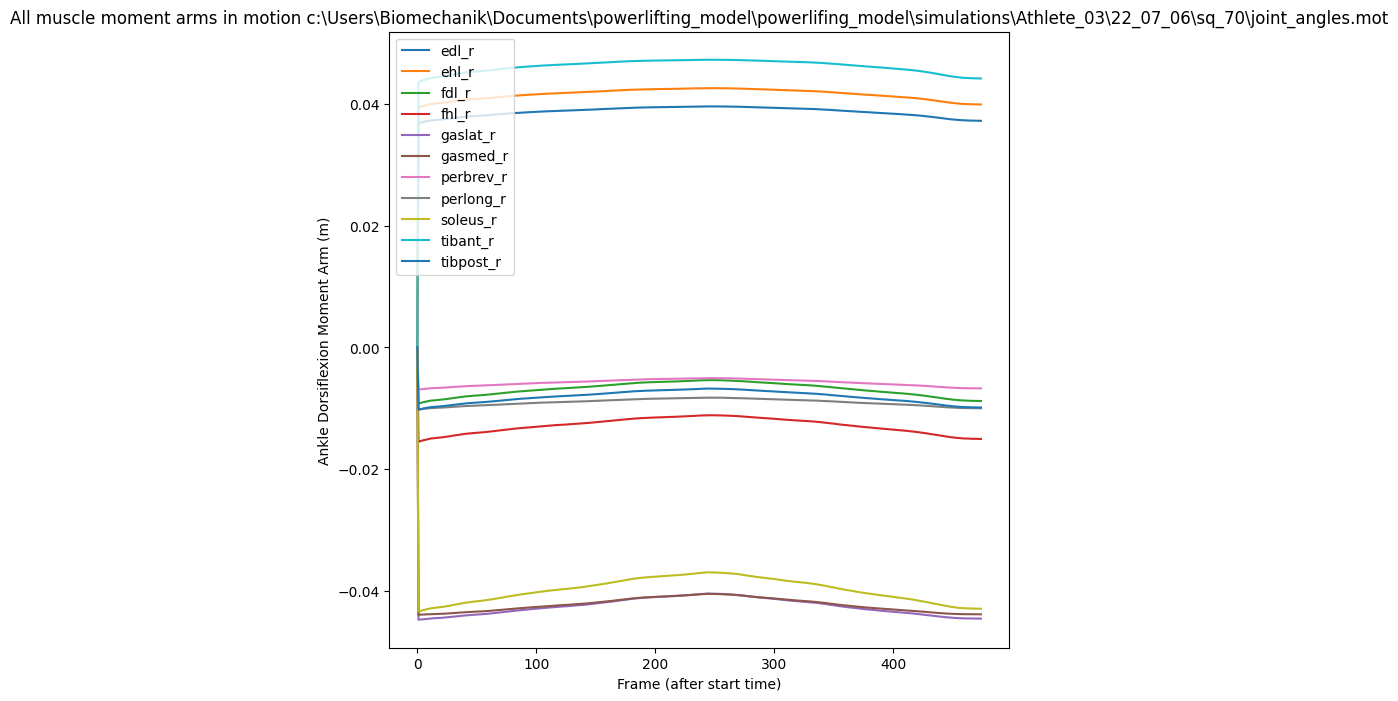 All muscle moment arms in motion c:\Users\Biomechanik\Documents\powerlifting_model\powerlifing_model\simulations\Athlete_03\22_07_06\sq_70\joint_angles.mot
edl_r
ehl_r
fdl_r
fhl_r
gaslat_r
gasmed_r
perbrev_r
perlong_r
soleus_r
tibant_r
tibpost_r
Ankle Dorsiflexion Moment Arm (m)
0.04
0.02
0.00
−0.02
−0.04
0
100
200
300
400
Frame (after start time)